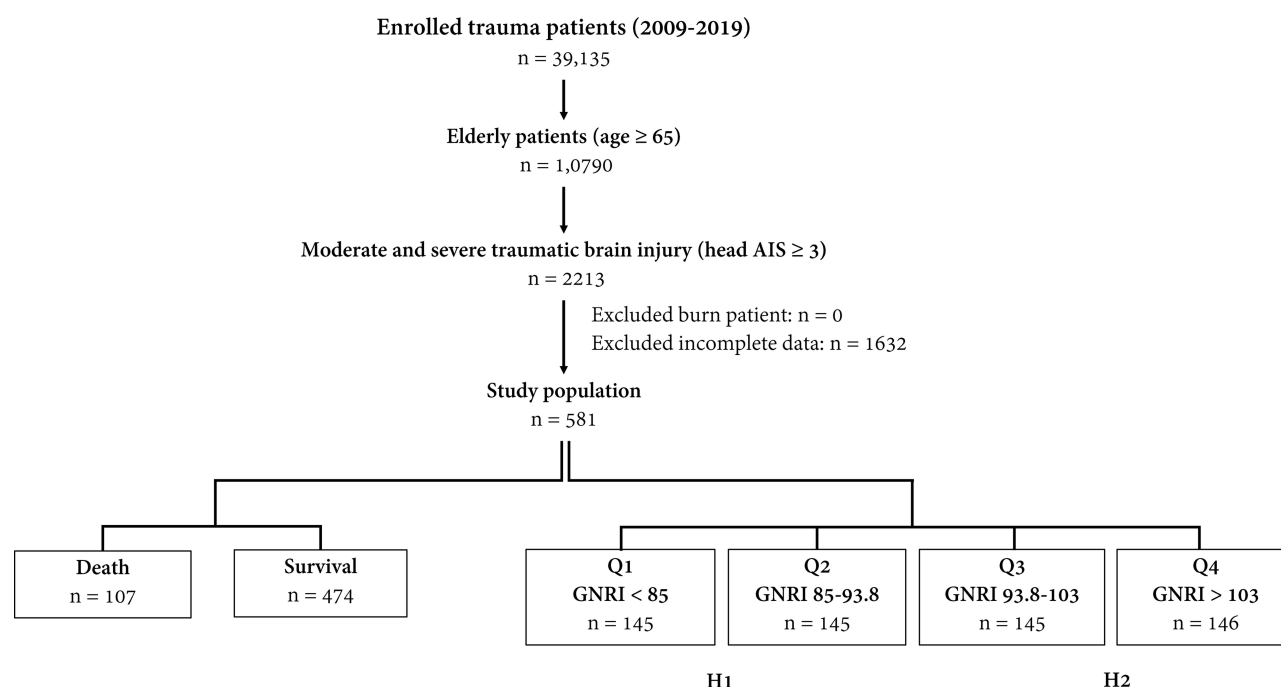 Enrolled trauma patients (2009-2019)
n = 39,135
Elderly patients (age ≥ 65)
n = 1,0790
Moderate and severe traumatic brain injury (head AIS ≥ 3)
n = 2213
Excluded burn patient: n = 0
Excluded incomplete data: n = 1632
Study population
n = 581
Death
n = 107
Survival
n = 474
Q1
GNRI < 85
n = 145
Q2
GNRI 85-93.8
n = 145
Q3
GNRI 93.8-103
n = 145
Q4
GNRI > 103
n = 146
H1
H2